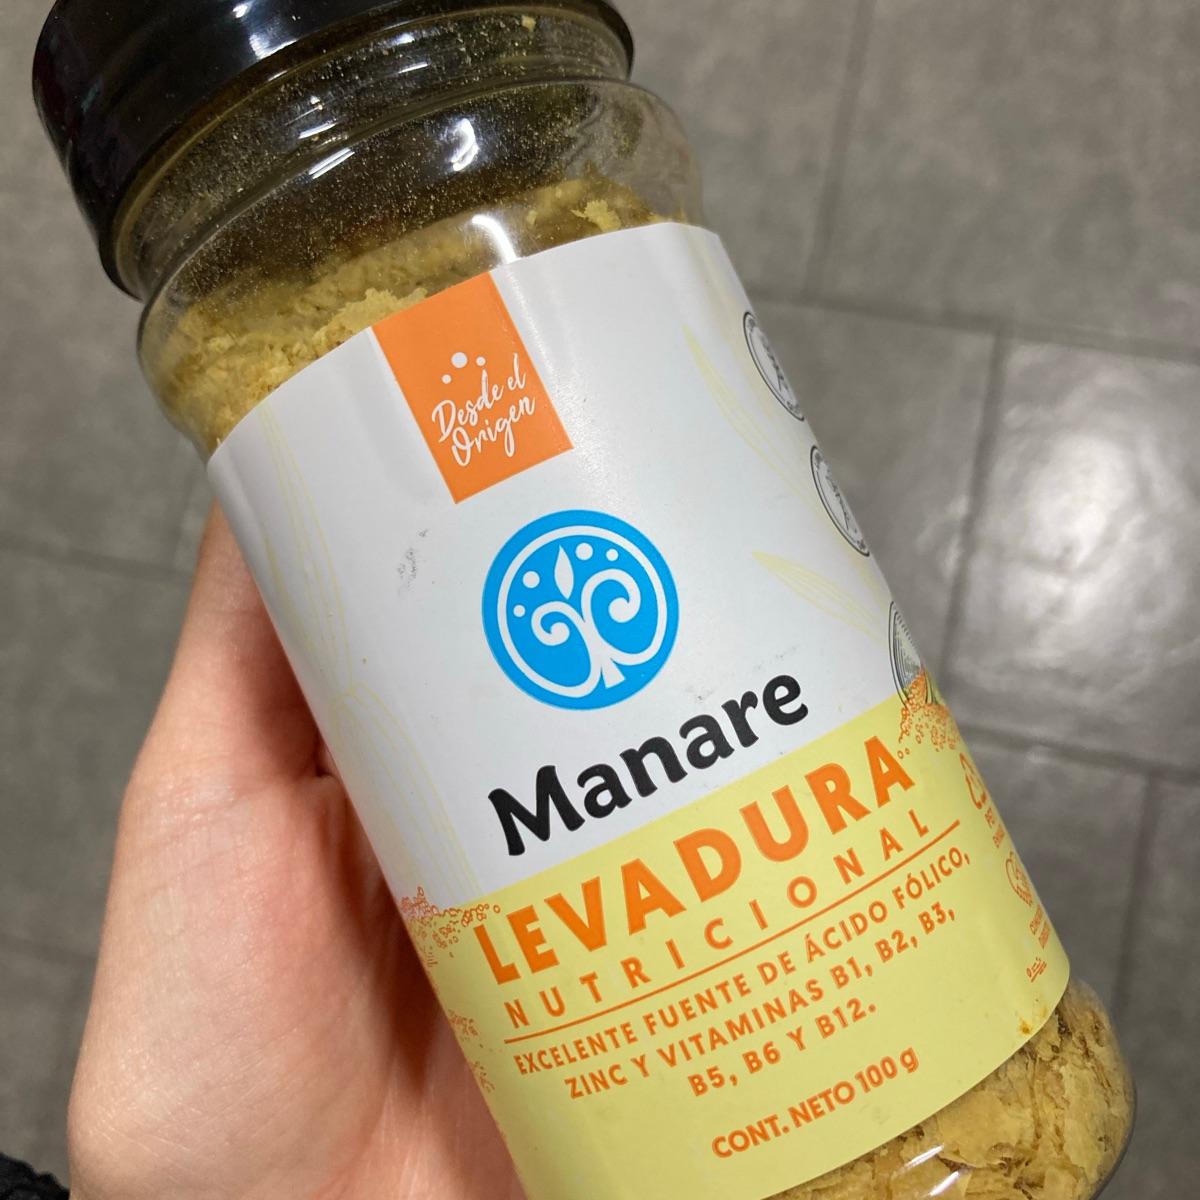 Desde el
Origen
Manare
LEVADURA
NUTRICIONAL
EXCELENTE FUENTE DE ÁCIDO FÓLICO,
ZINC Y VITAMINAS B1, B2, B3,
B5, B6 Y B12.
CONT. NETO 100 g